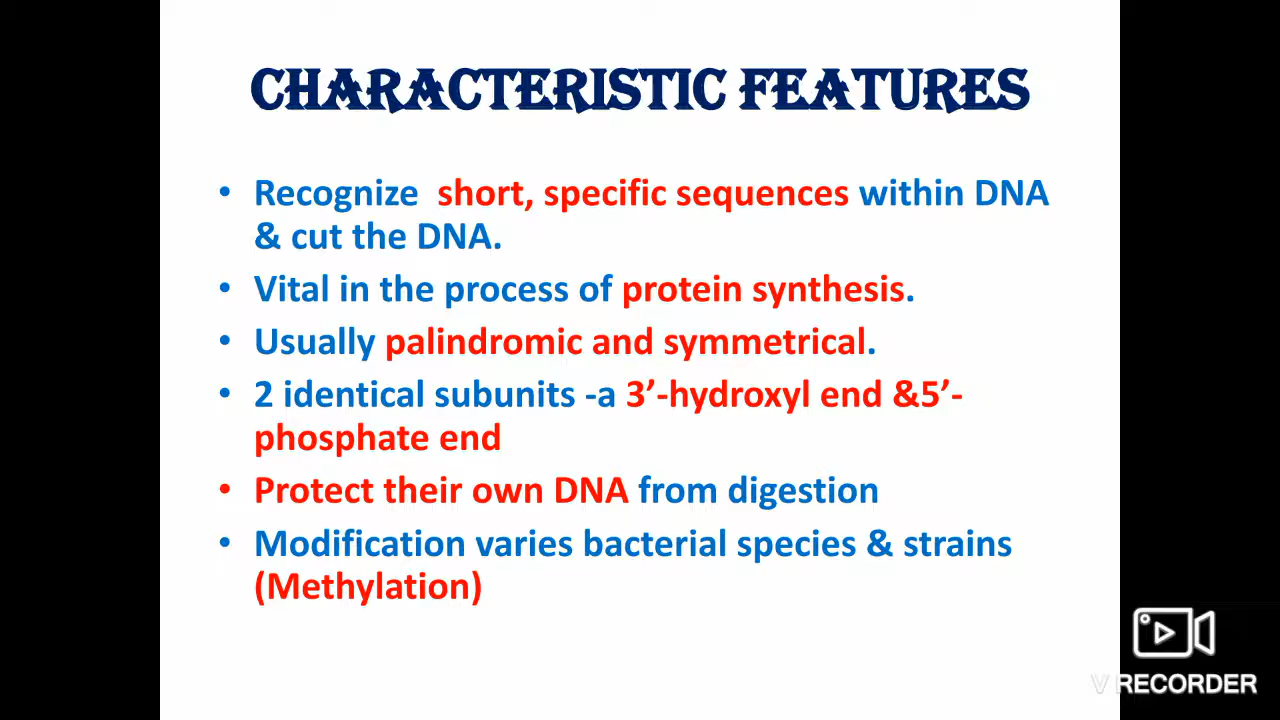 CHARACTERISTIC FEATURES
• Recognize short, specific sequences within DNA
& cut the DNA.
• Vital in the process of protein synthesis.
• Usually palindromic and symmetrical.
• 2 identical subunits -a 3’-hydroxyl end &5’-
phosphate end
• Protect their own DNA from digestion
• Modification varies bacterial species & strains
(Methylation)
V RECORDER